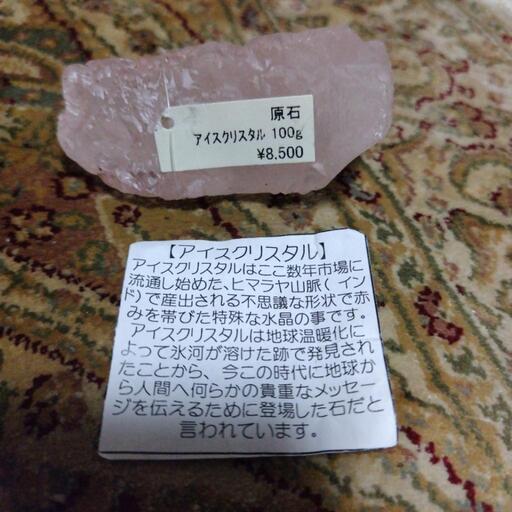 原石
アイスクリスタル 100g
¥8,500
【アイスクリスタル】
アイスクリスタルはここ数年市場に
流通し始めた、ヒマラヤ山脈(イン
ド)で産出される不思議な形状で赤
みを帯びた特殊な水晶の事です。
アイスクリスタルは地球温暖化に
よって氷河が溶けた跡で発見され
たことから、今この時代に地球か
ら人間へ何らかの貴重なメッセー
ジを伝えるために登場した石だと
言われています。